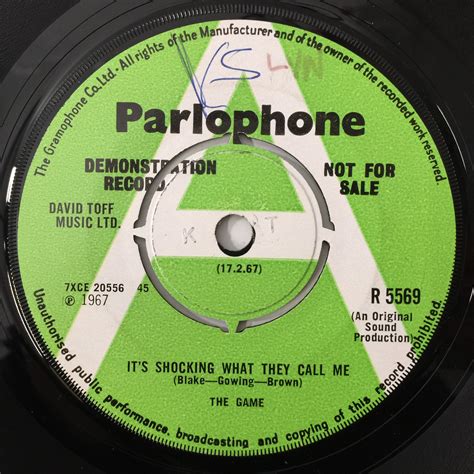 The Gramophone Co. Ltd. · All rights of the Manufacturer and of the owner of the recorded work reserved.
Parlophone
DEMONSTRATION
RECORD
NOT FOR
SALE
DAVID TOFF
MUSIC LTD.
K T
(17.2.67)
7XCE 20556 45
℗ 1967
R 5569
(An Original
Sound
Production)
IT'S SHOCKING WHAT THEY CALL ME
(Blake—Gowing—Brown)
THE GAME
Unauthorised public performance, broadcasting and copying of this record prohibited.
A